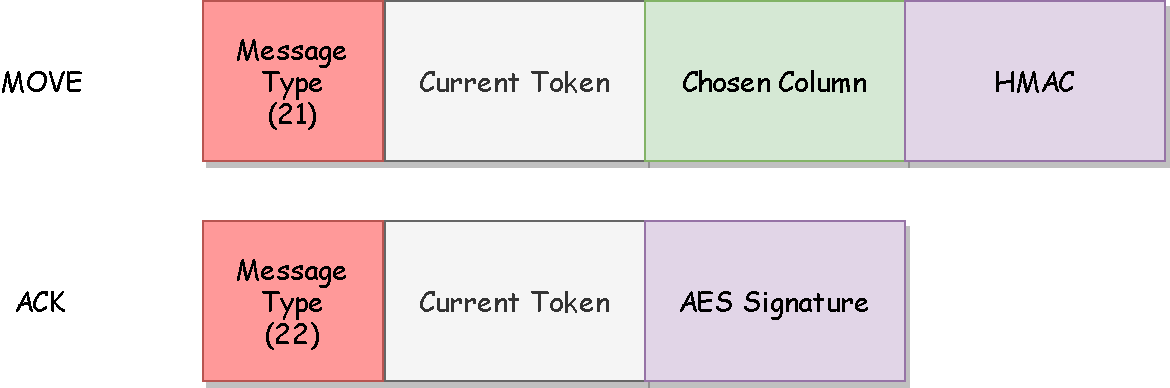 MOVE
Message
Type
(21)
Current Token
Chosen Column
HMAC
ACK
Message
Type
(22)
Current Token
AES Signature